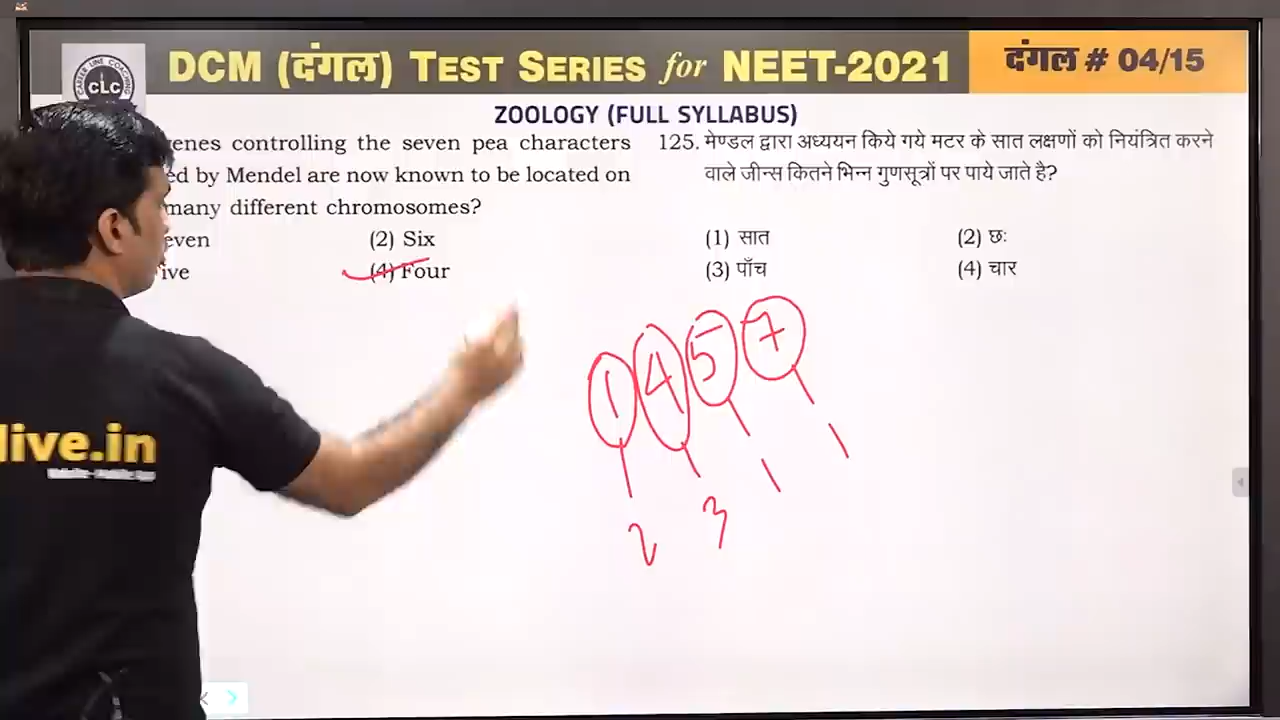 DCM (दंगल) TEST SERIES for NEET-2021
दंगल # 04/15
CLC
ZOOLOGY (FULL SYLLABUS)
genes controlling the seven pea characters
ed by Mendel are now known to be located on
many different chromosomes?
even
(2) Six
ive
(4) Four
125. मेण्डल द्वारा अध्ययन किये गये मटर के सात लक्षणों को नियंत्रित करने
वाले जीन्स कितने भिन्न गुणसूत्रों पर पाये जाते है?
(1) सात
(2) छः
(3) पाँच
(4) चार
1 4 5 7
2 3 1 1
live.in